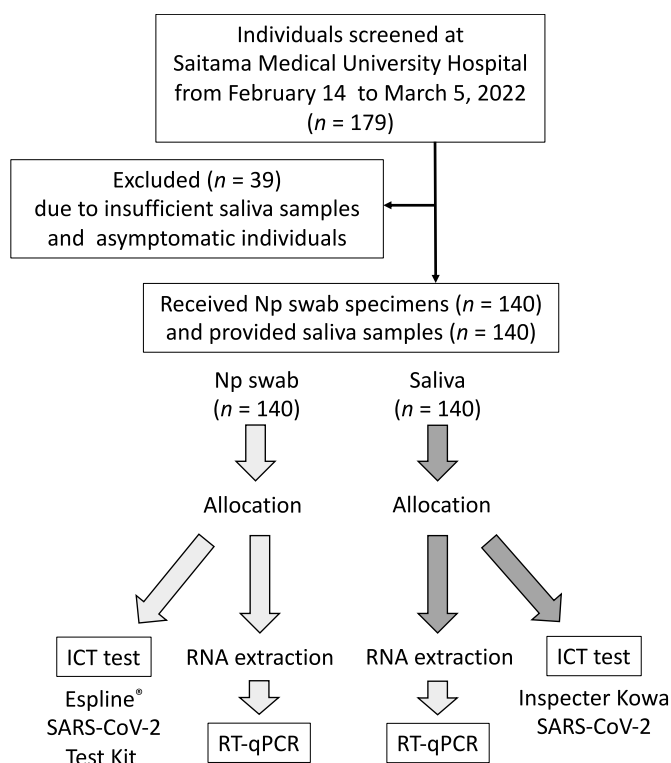 Individuals screened at
Saitama Medical University Hospital
from February 14 to March 5, 2022
(n = 179)
Excluded (n = 39)
due to insufficient saliva samples
and asymptomatic individuals
Received Np swab specimens (n = 140)
and provided saliva samples (n = 140)
Np swab
(n = 140)
Saliva
(n = 140)
Allocation
Allocation
ICT test
Espline®
SARS-CoV-2
Test Kit
RNA extraction
RT-qPCR
RNA extraction
RT-qPCR
ICT test
Inspecter Kowa
SARS-CoV-2